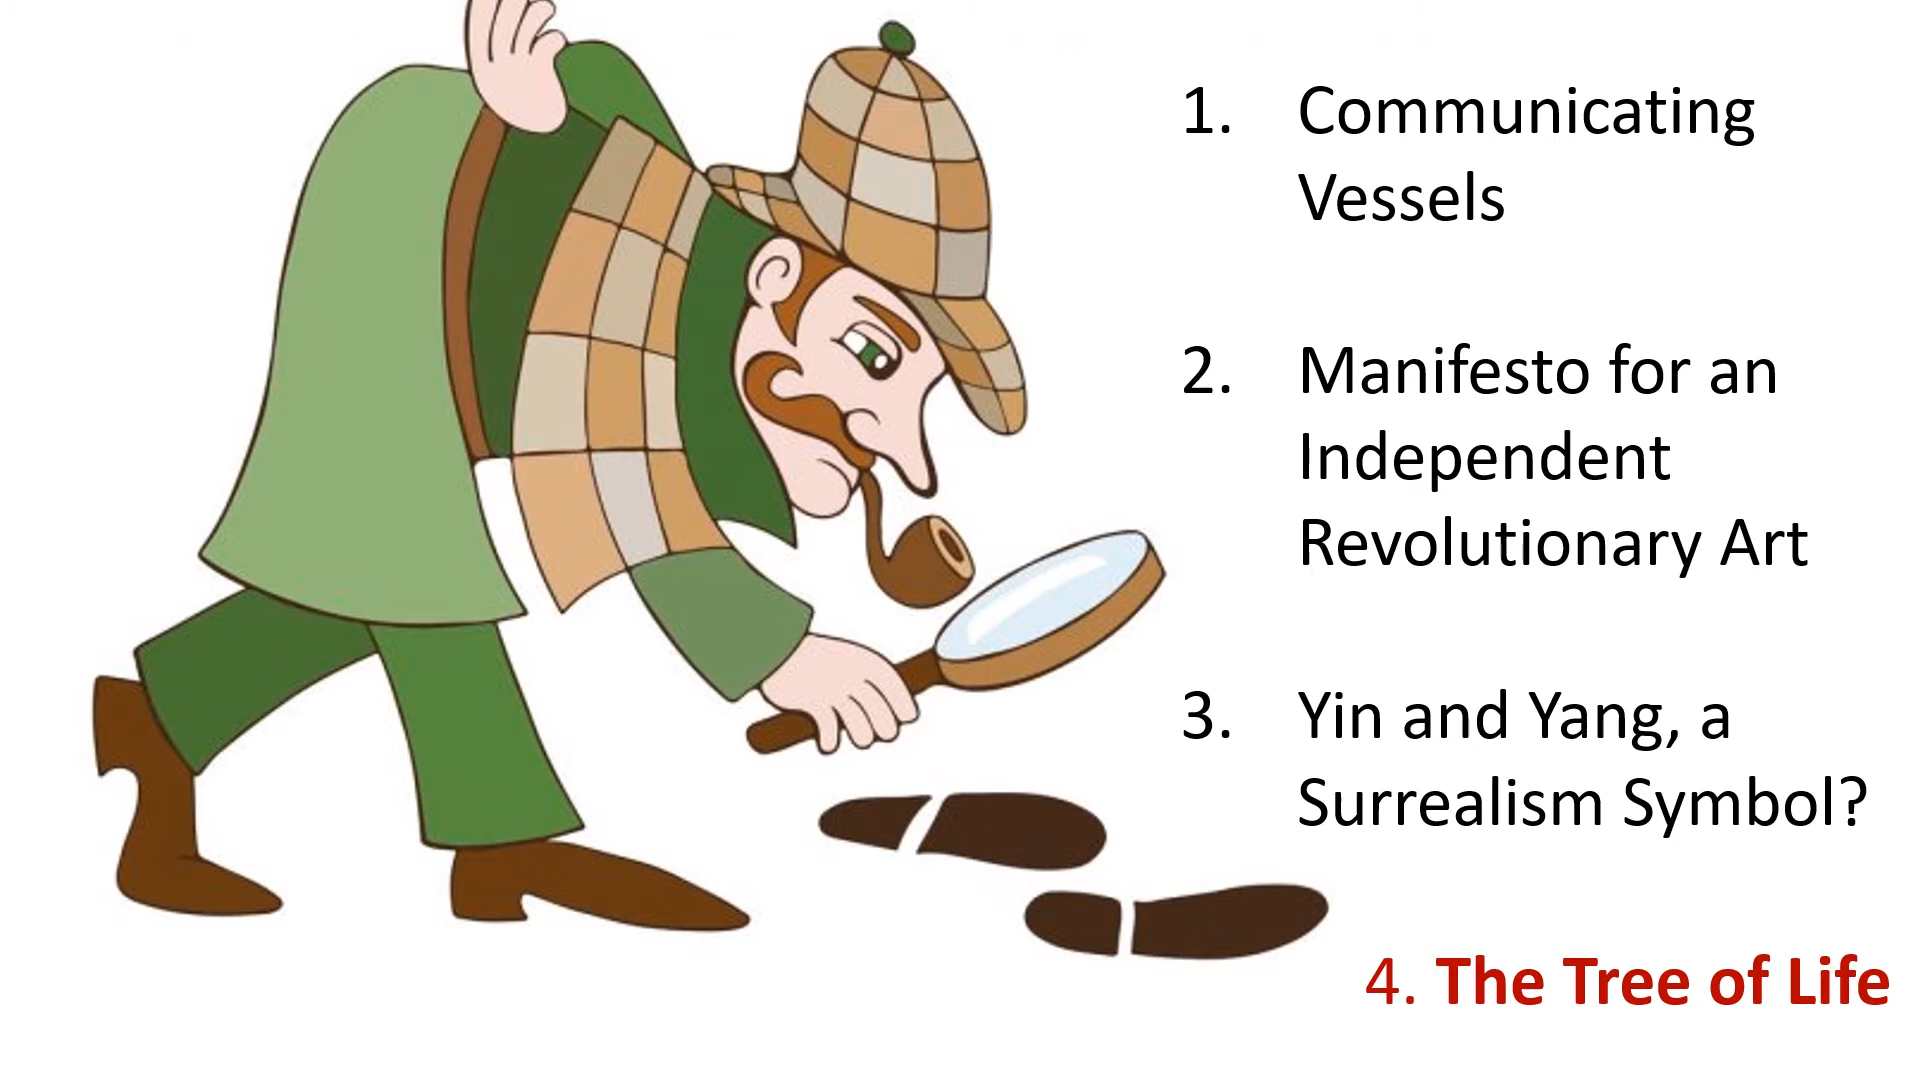 1. Communicating
Vessels
2. Manifesto for an
Independent
Revolutionary Art
3. Yin and Yang, a
Surrealism Symbol?
4. The Tree of Life